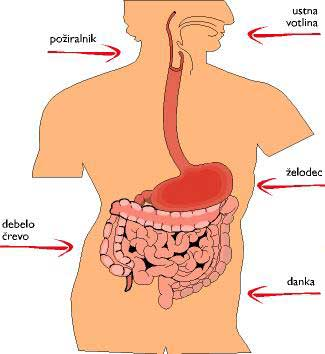 ustna
votlina
požiralnik
želodec
debelo
črevo
danka